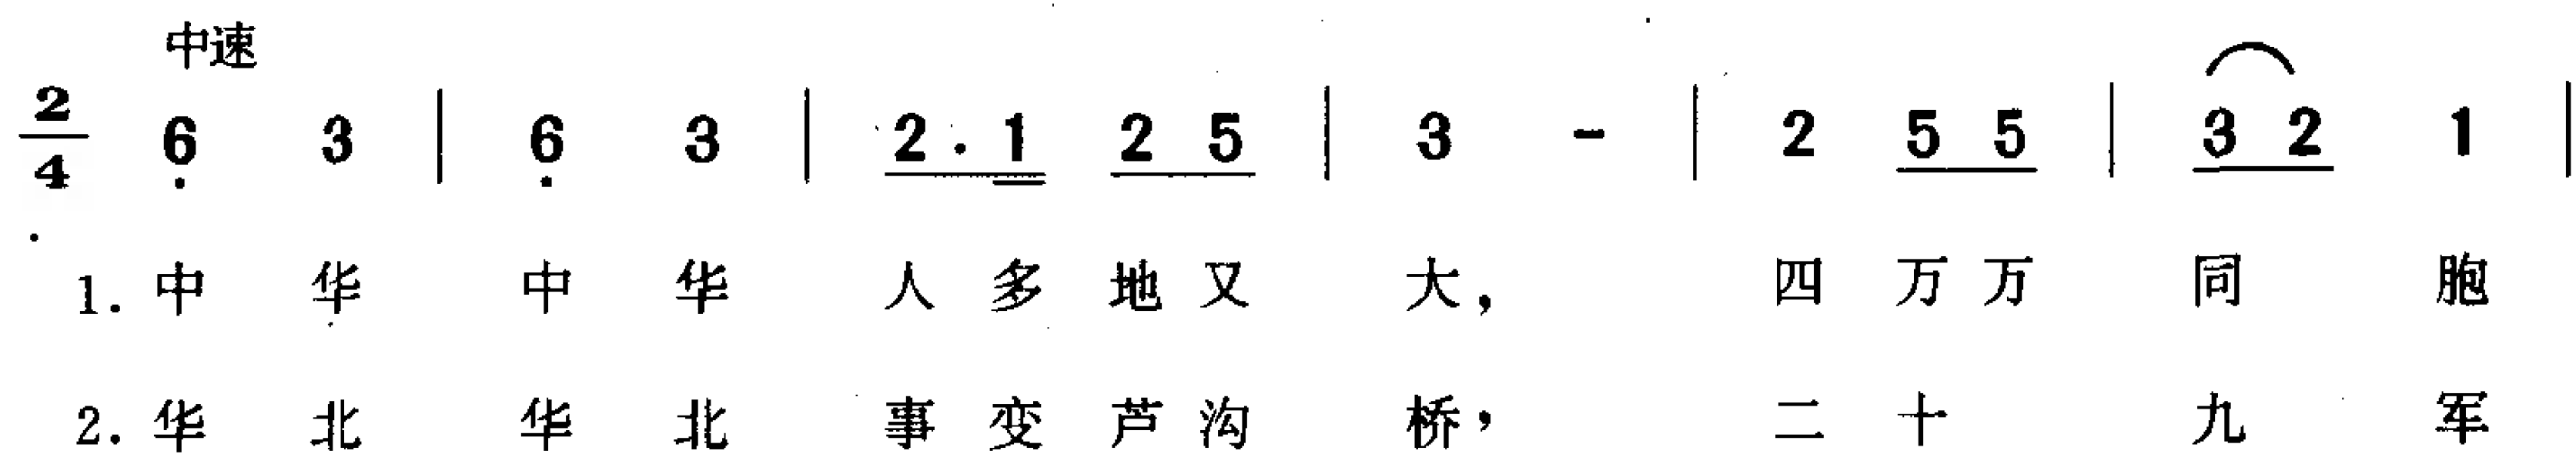 中速
2/4 6̣ 3 | 6̣ 3 | 2.1 2 5 | 3 - | 2 5 5 | 3 2 1 |
1. 中 华 中 华 人 多 地 又 大, 四 万 万 同 胞
2. 华 北 华 北 事 变 芦 沟 桥, 二 十 九 军